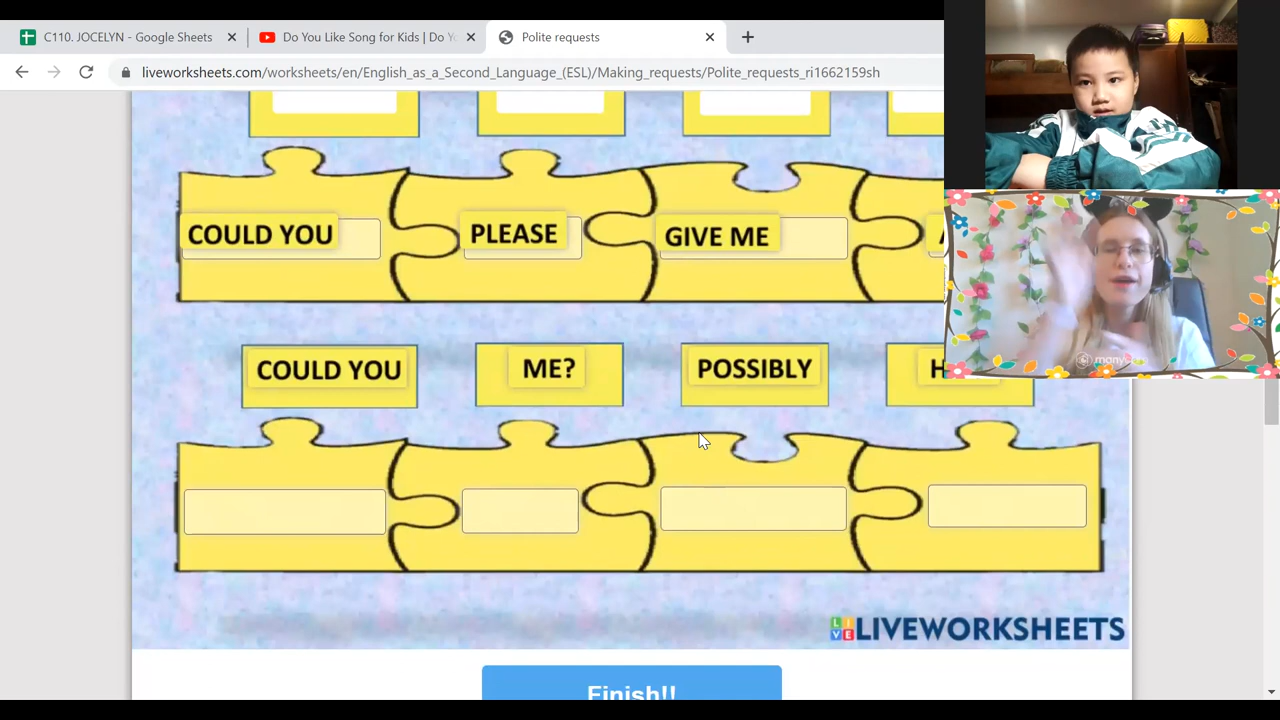 C110. JOCELYN - Google Sheets
Do You Like Song for Kids | Do Yo
Polite requests
liveworksheets.com/worksheets/en/English_as_a_Second_Language_(ESL)/Making_requests/Polite_requests_ri1662159sh
COULD YOU PLEASE GIVE ME
COULD YOU ME? POSSIBLY
LIVEWORKSHEETS
Finish!!